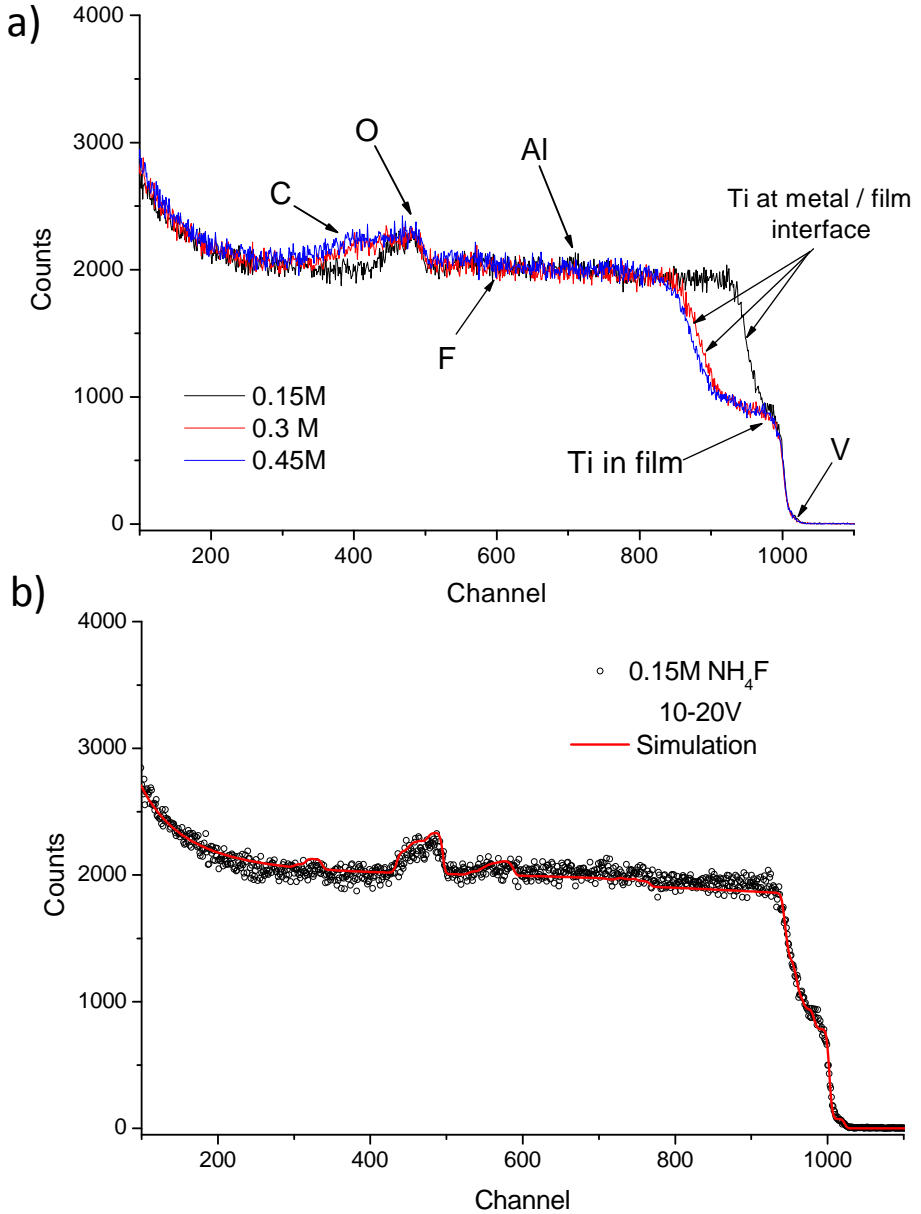 a)
4000
3000
2000
1000
0
Counts
C
O
Al
F
Ti at metal / film
interface
Ti in film
V
0.15M
0.3 M
0.45M
200
400
600
800
1000
Channel
b)
4000
3000
2000
1000
0
Counts
0.15M NH₄F
10-20V
Simulation
200
400
600
800
1000
Channel